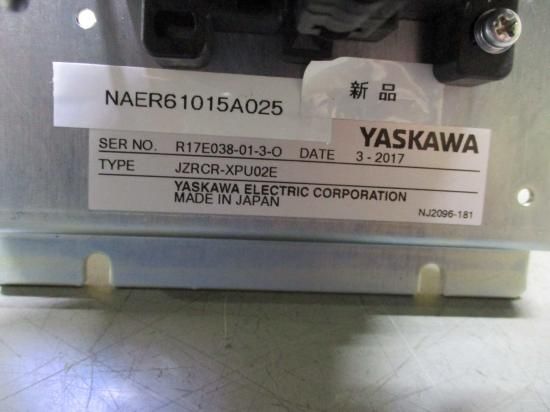 NAER61015A025
新品
YASKAWA
SER NO. R17E038-01-3-O DATE 3 - 2017
TYPE JZRCR-XPU02E
YASKAWA ELECTRIC CORPORATION
MADE IN JAPAN
NJ2096-181